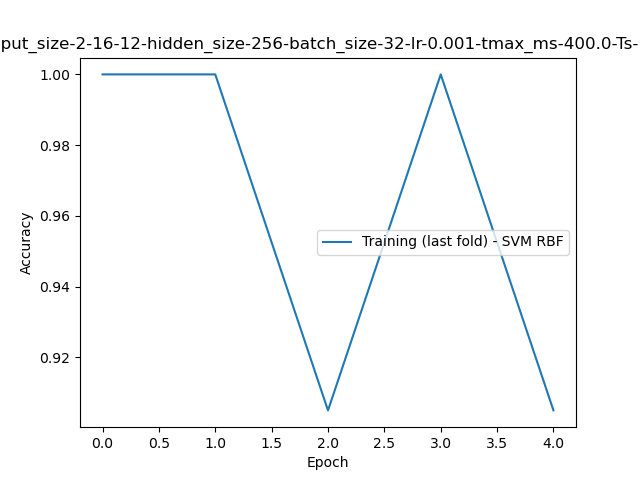 put_size-2-16-12-hidden_size-256-batch_size-32-lr-0.001-tmax_ms-400.0-Ts-
1.00
0.98
0.96
0.94
0.92
Accuracy
Training (last fold) - SVM RBF
0.0 0.5 1.0 1.5 2.0 2.5 3.0 3.5 4.0
Epoch